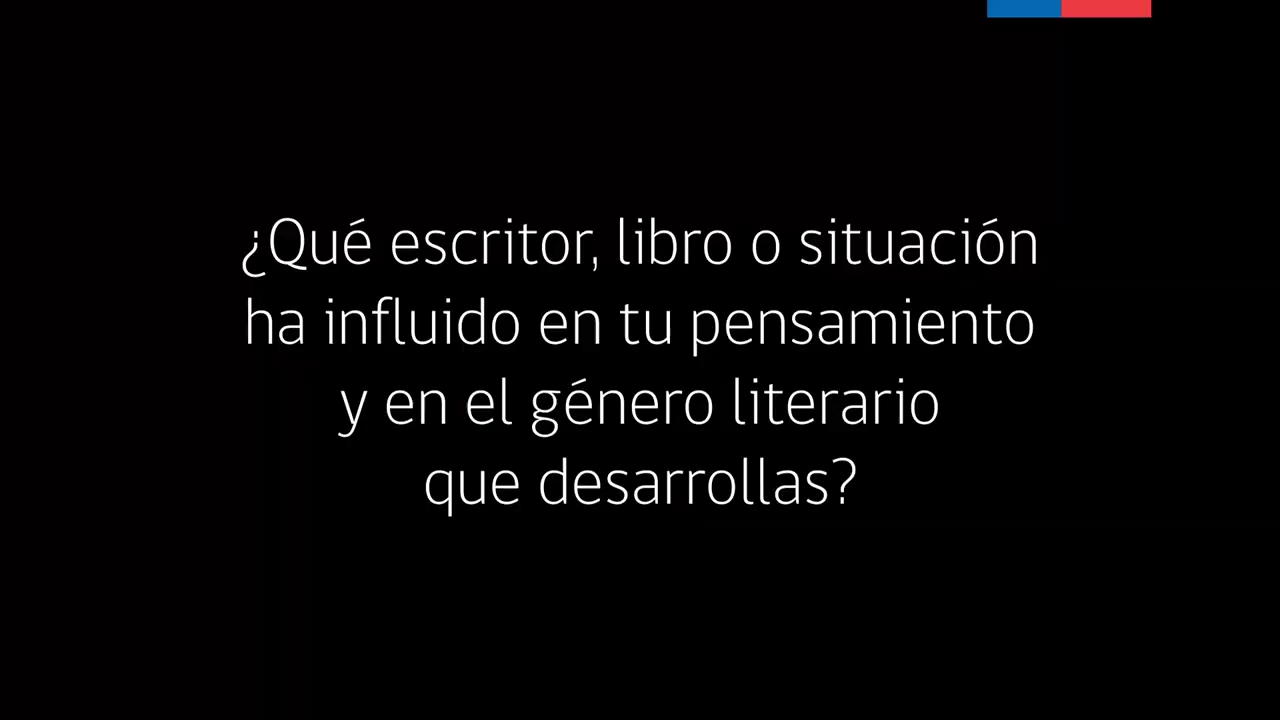 ¿Qué escritor, libro o situación
ha influido en tu pensamiento
y en el género literario
que desarrollas?